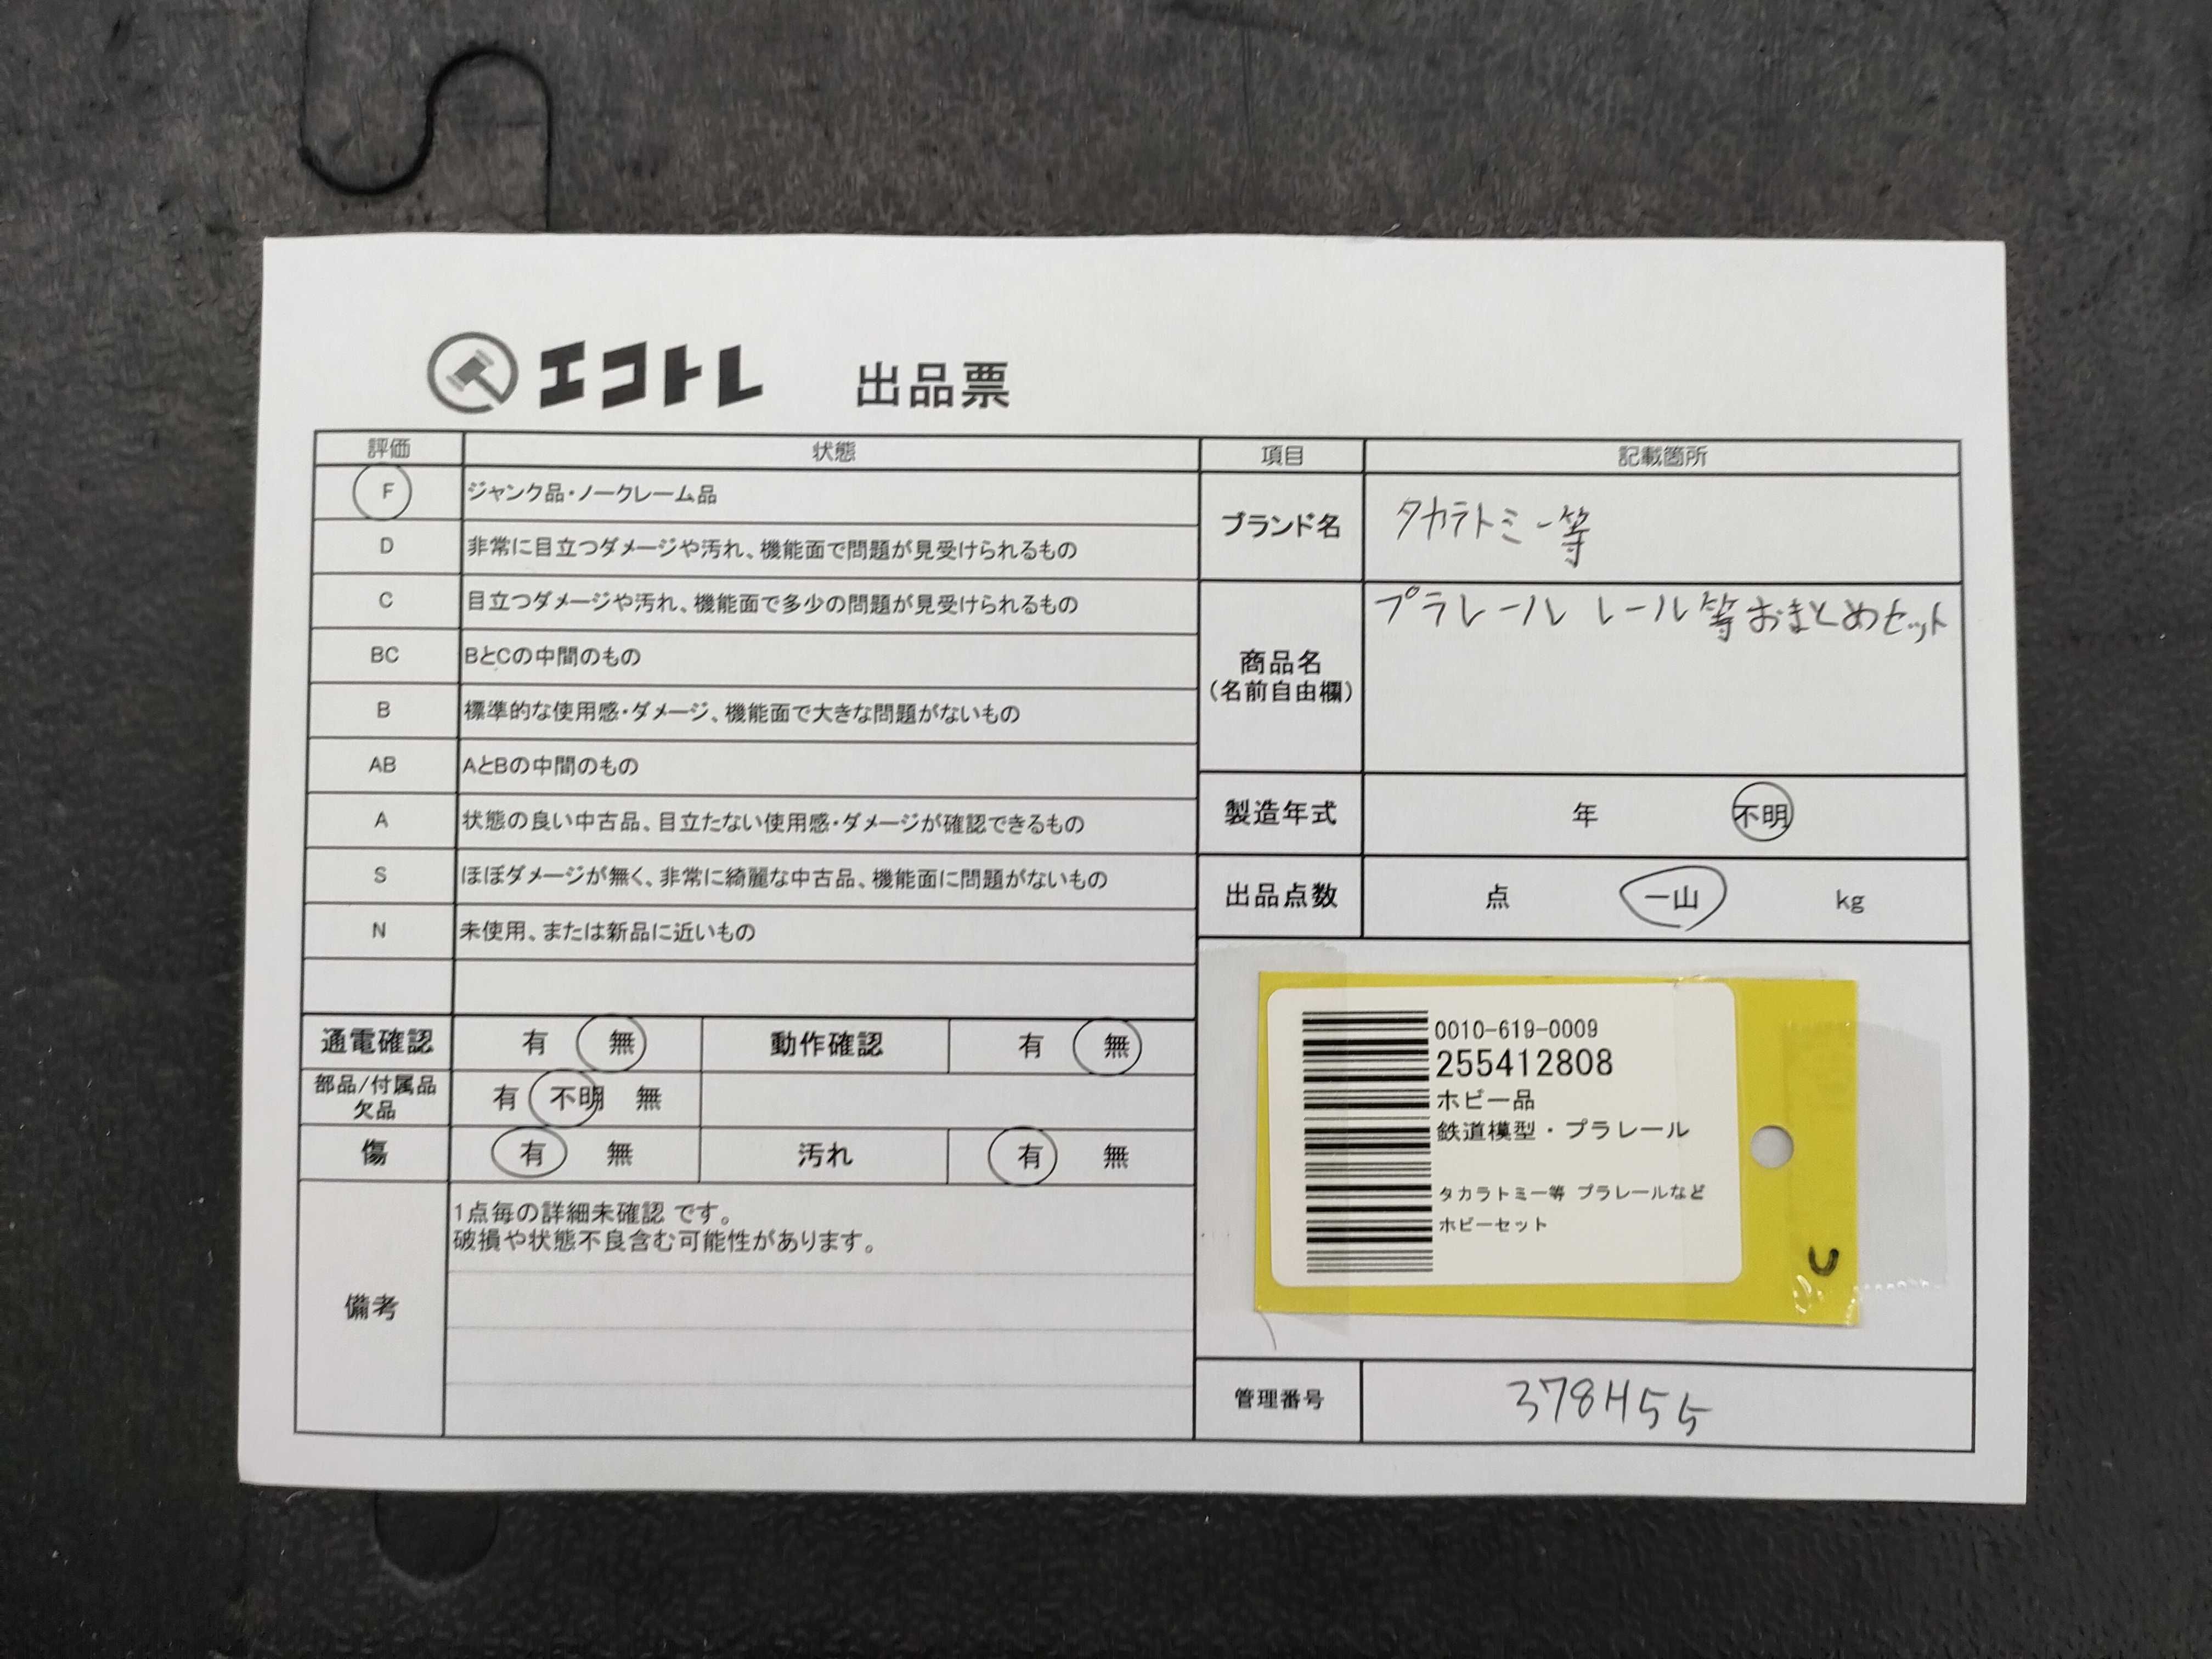 エコトレ 出品票
評価 状態 項目 記載箇所
F ジャンク品・ノークレーム品
D 非常に目立つダメージや汚れ、機能面で問題が見受けられるもの
C 目立つダメージや汚れ、機能面で多少の問題が見受けられるもの
BC BとCの中間のもの
B 標準的な使用感・ダメージ、機能面で大きな問題がないもの
AB AとBの中間のもの
A 状態の良い中古品、目立たない使用感・ダメージが確認できるもの
S ほぼダメージが無く、非常に綺麗な中古品、機能面に問題がないもの
N 未使用、または新品に近いもの
通電確認 有 無 動作確認 有 無
部品/付属品
欠品
有 不明 無
傷 有 無 汚れ 有 無
備考
1点毎の詳細未確認 です。
破損や状態不良含む可能性があります。
ブランド名 タカラトミー等
商品名
(名前自由欄)
プラレール レール等おまとめセット
製造年式 年 不明
出品点数 点 一山 kg
0010-619-0009
255412808
ホビー品
鉄道模型・プラレール
タカラトミー等 プラレールなど
ホビーセット
管理番号 378H55